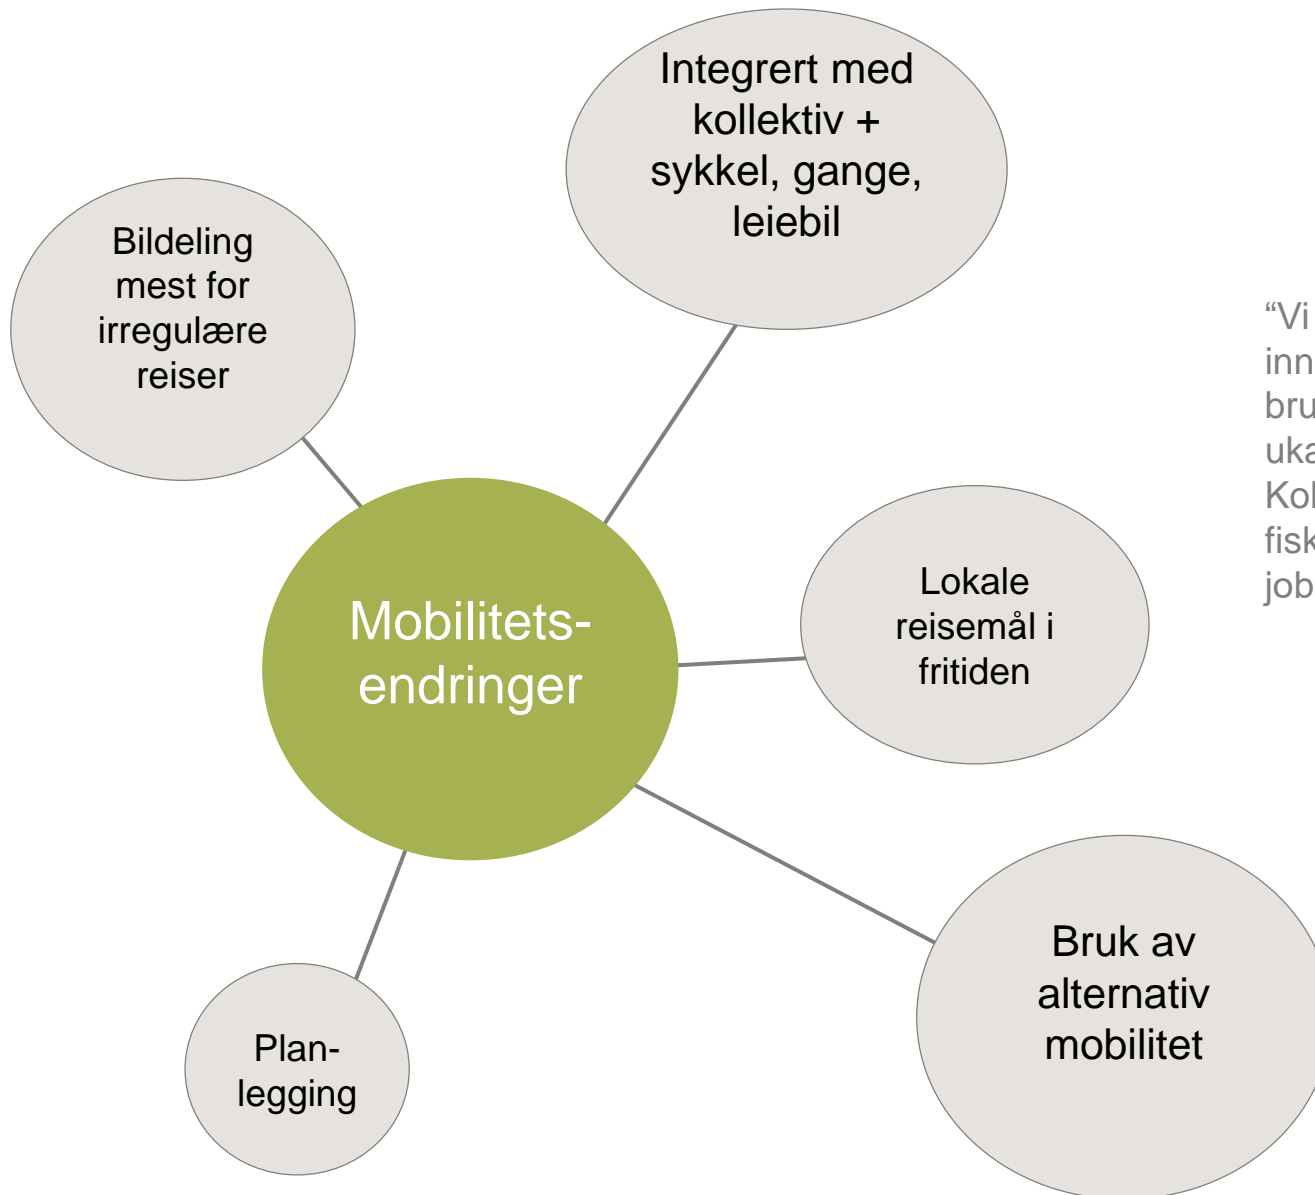 Integrert med
kollektiv +
sykkel, gange,
leiebil
Bildeling
mest for
irregulære
reiser
“Vi
Mobilitets-
endringer
Lokale
reisemål i
fritiden
Bruk av
alternativ
mobilitet
Plan-
legging